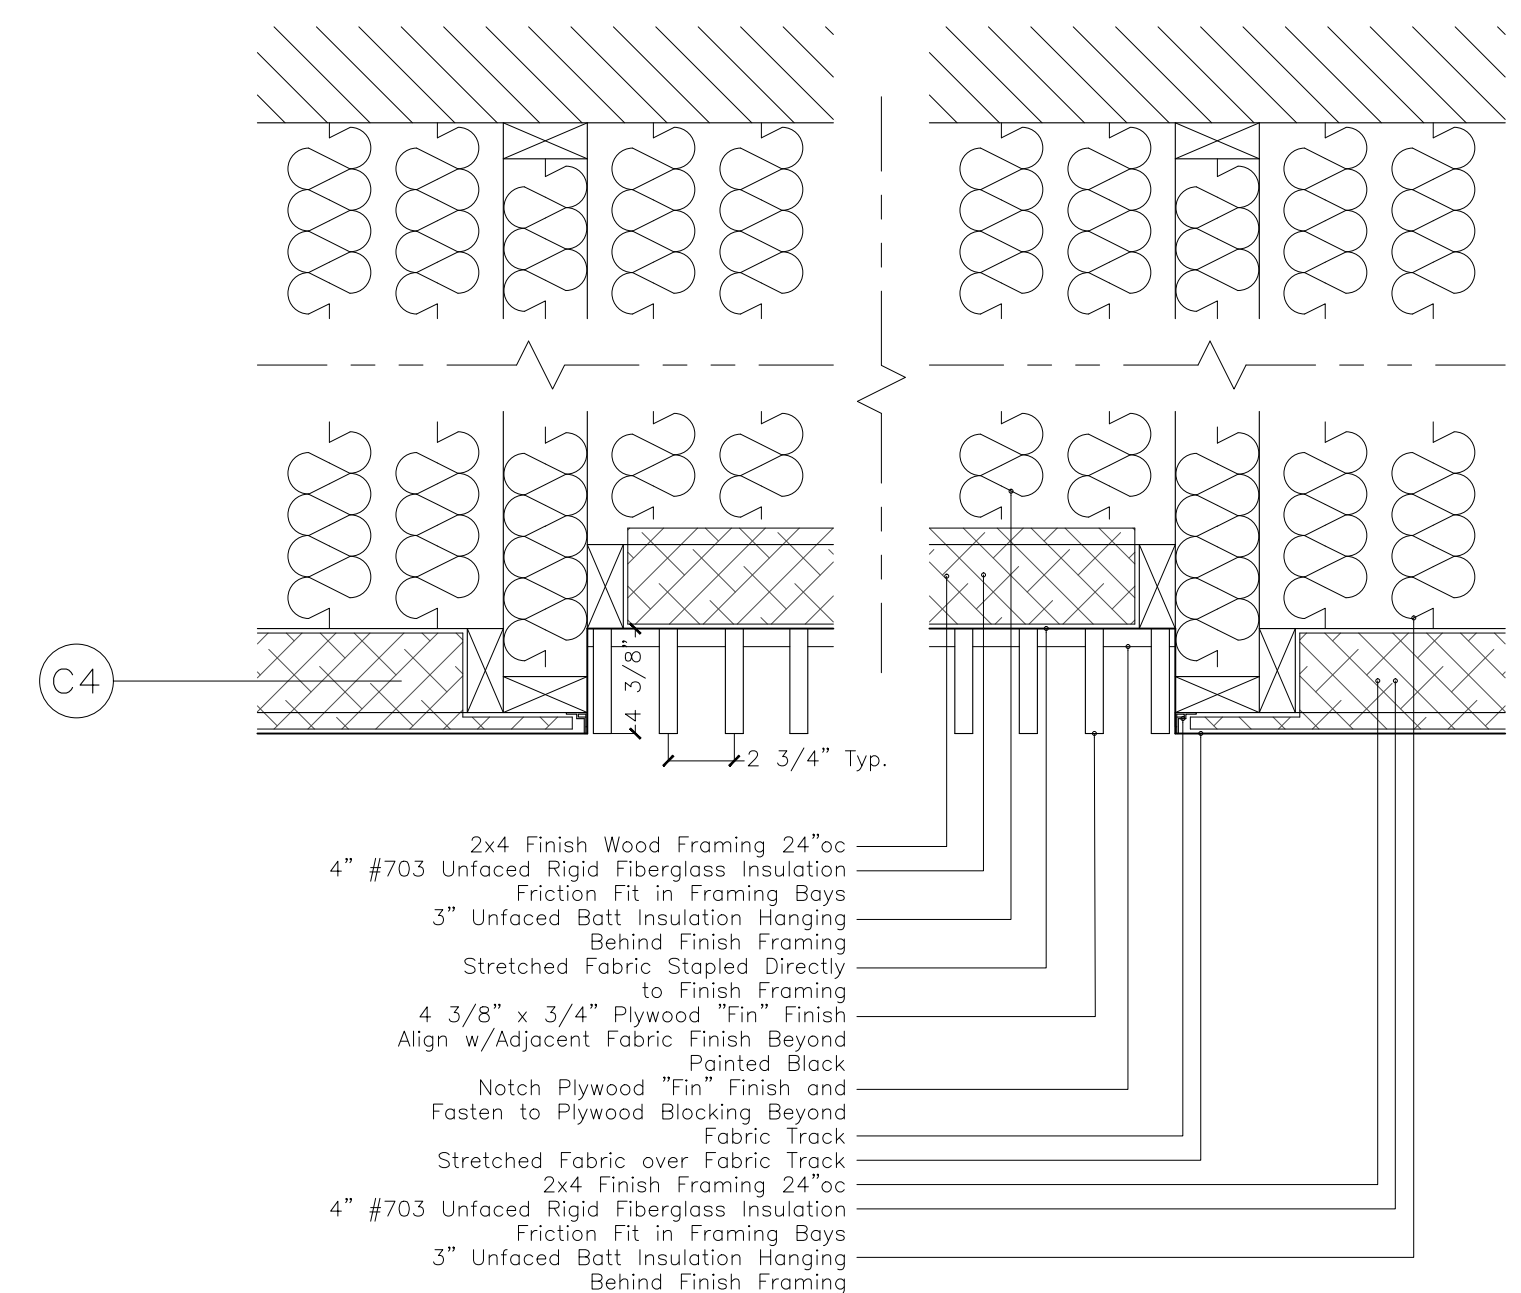 C4
4 3/8"
2 3/4" Typ.
2x4 Finish Wood Framing 24"oc
4" #703 Unfaced Rigid Fiberglass Insulation
Friction Fit in Framing Bays
3" Unfaced Batt Insulation Hanging
Behind Finish Framing
Stretched Fabric Stapled Directly
to Finish Framing
4 3/8" x 3/4" Plywood "Fin" Finish
Align w/Adjacent Fabric Finish Beyond
Painted Black
Notch Plywood "Fin" Finish and
Fasten to Plywood Blocking Beyond
Fabric Track
Stretched Fabric over Fabric Track
2x4 Finish Framing 24"oc
4" #703 Unfaced Rigid Fiberglass Insulation
Friction Fit in Framing Bays
3" Unfaced Batt Insulation Hanging
Behind Finish Framing